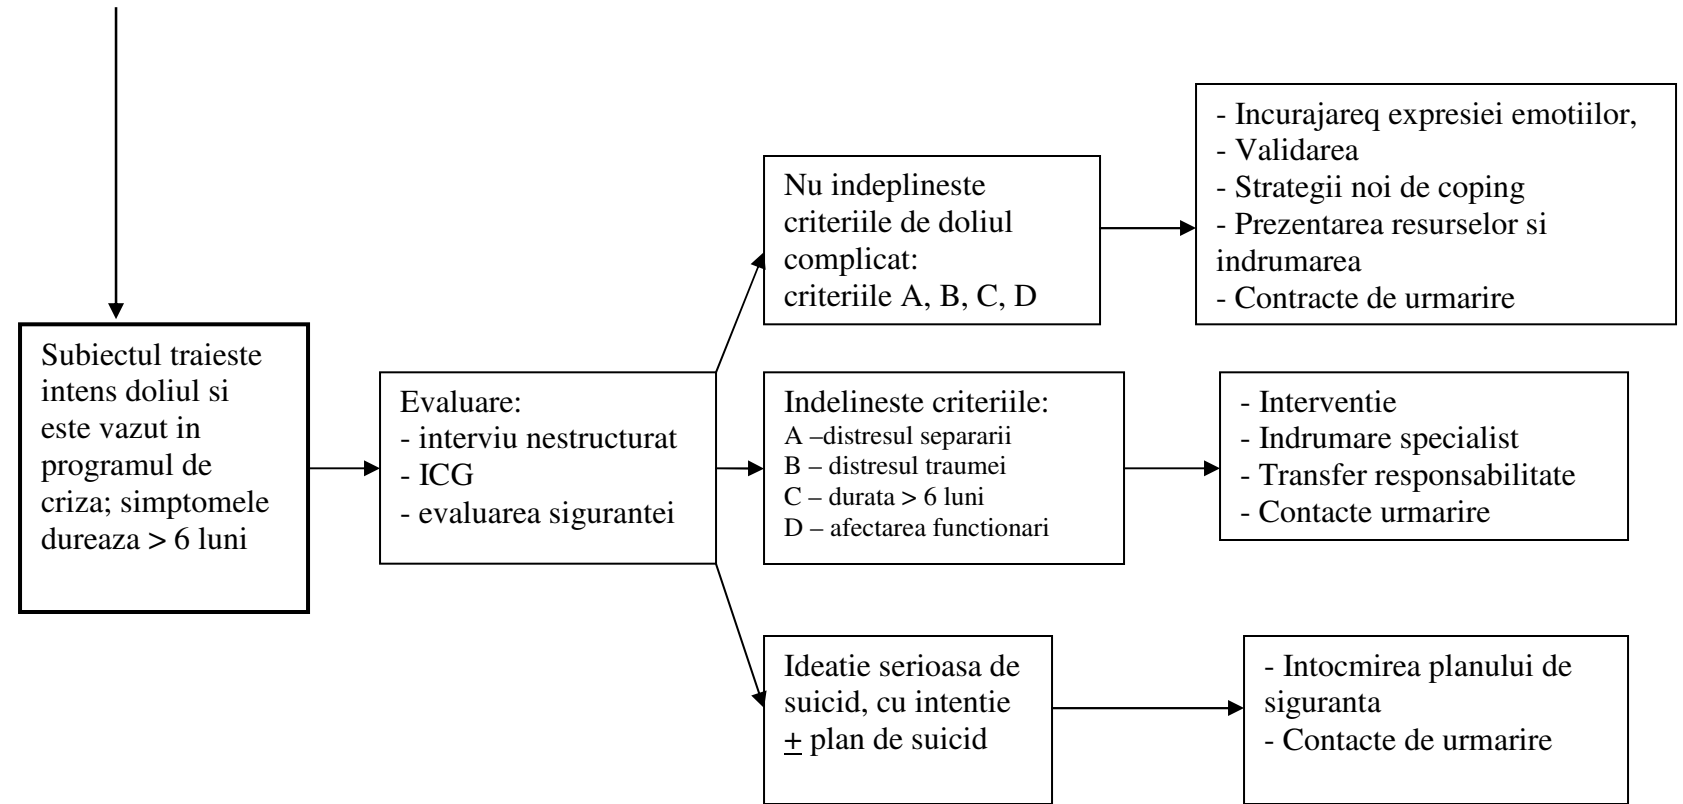 Subiectul traieste
intens doliul si
este vazut in
programul de
criza; simptomele
dureaza > 6 luni
Evaluare:
- interviu nestructurat
- ICG
- evaluarea sigurantei
Nu indeplineste
criteriile de doliul
complicat:
criteriile A, B, C, D
- Incurajareq expresiei emotiilor,
- Validarea
- Strategii noi de coping
- Prezentarea resurselor si
indrumarea
- Contracte de urmarire
Indelineste criteriile:
A –distresul separarii
B – distresul traumei
C – durata > 6 luni
D – afectarea functionari
- Interventie
- Indrumare specialist
- Transfer responsabilitate
- Contacte urmarire
Ideatie serioasa de
suicid, cu intentie
+ plan de suicid
- Intocmirea planului de
siguranta
- Contacte de urmarire